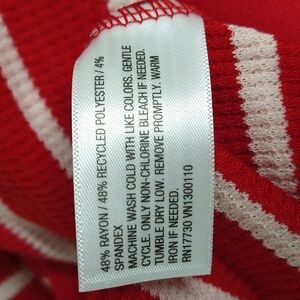 48% RAYON / 48% RECYCLED POLYESTER / 4%
SPANDEX
MACHINE WASH COLD WITH LIKE COLORS. GENTLE
CYCLE. ONLY NON-CHLORINE BLEACH IF NEEDED.
TUMBLE DRY LOW. REMOVE PROMPTLY. WARM
IRON IF NEEDED.
RN17730 VN1300110